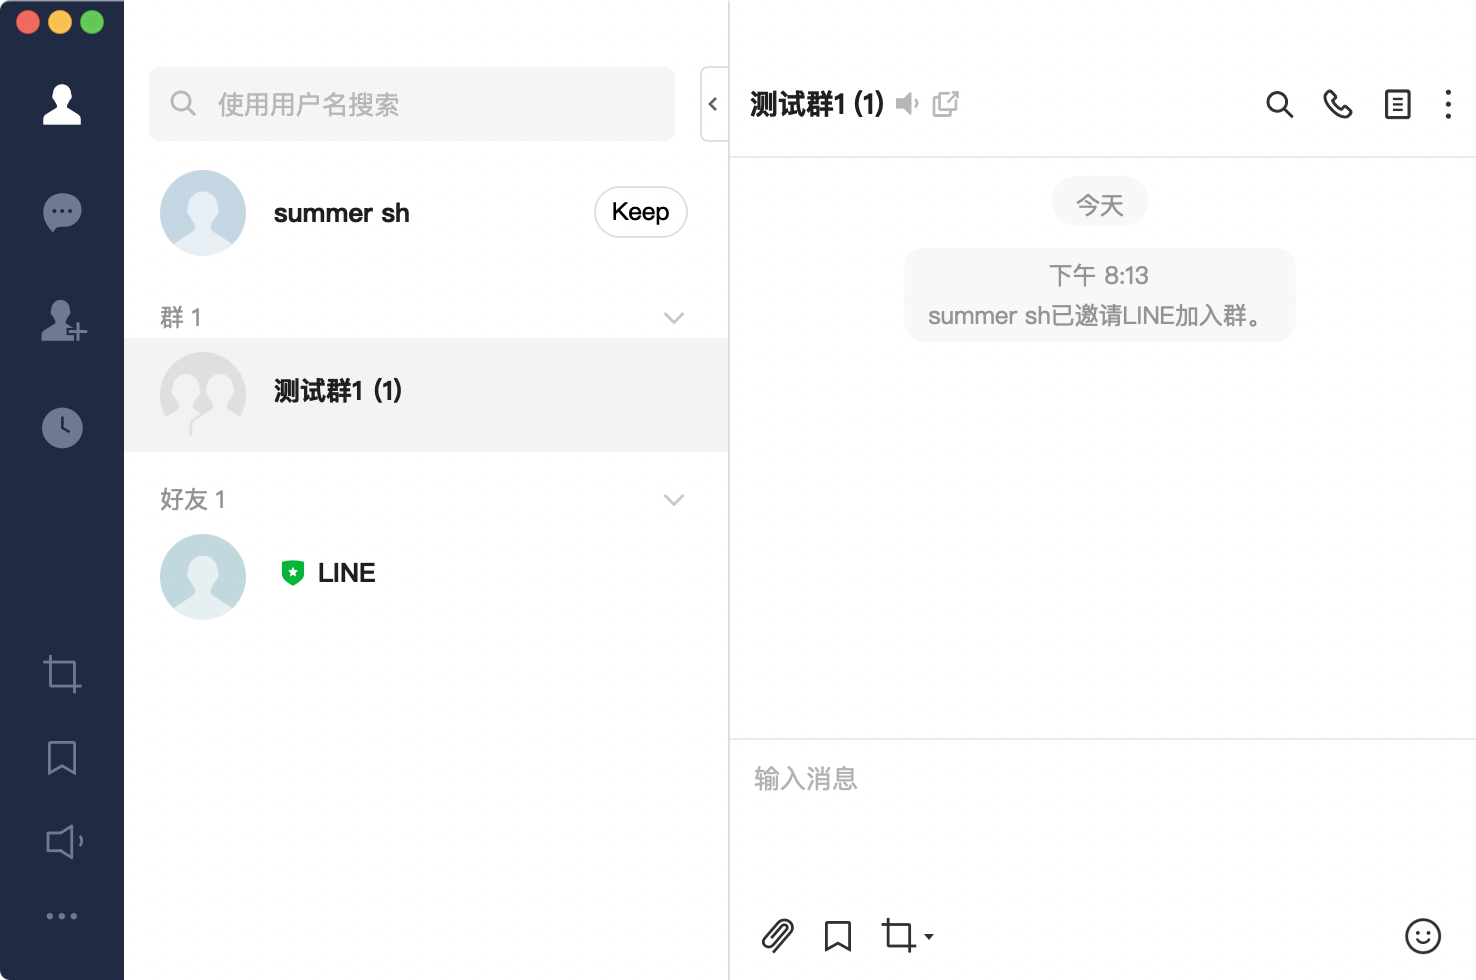 使用用户名搜索
summer sh
Keep
群 1
测试群1 (1)
好友 1
LINE
测试群1 (1)
今天
下午 8:13
summer sh已邀请LINE加入群。
输入消息